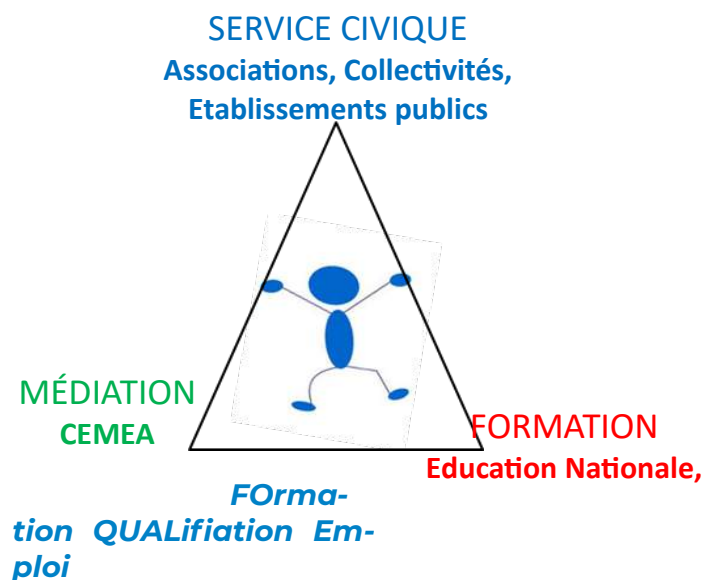 SERVICE CIVIQUE
Associations, Collectivités,
Etablissements publics
MÉDIATION
CEMEA
FORMATION
Education Nationale,
FOrma-
tion QUALifiation Em-
ploi